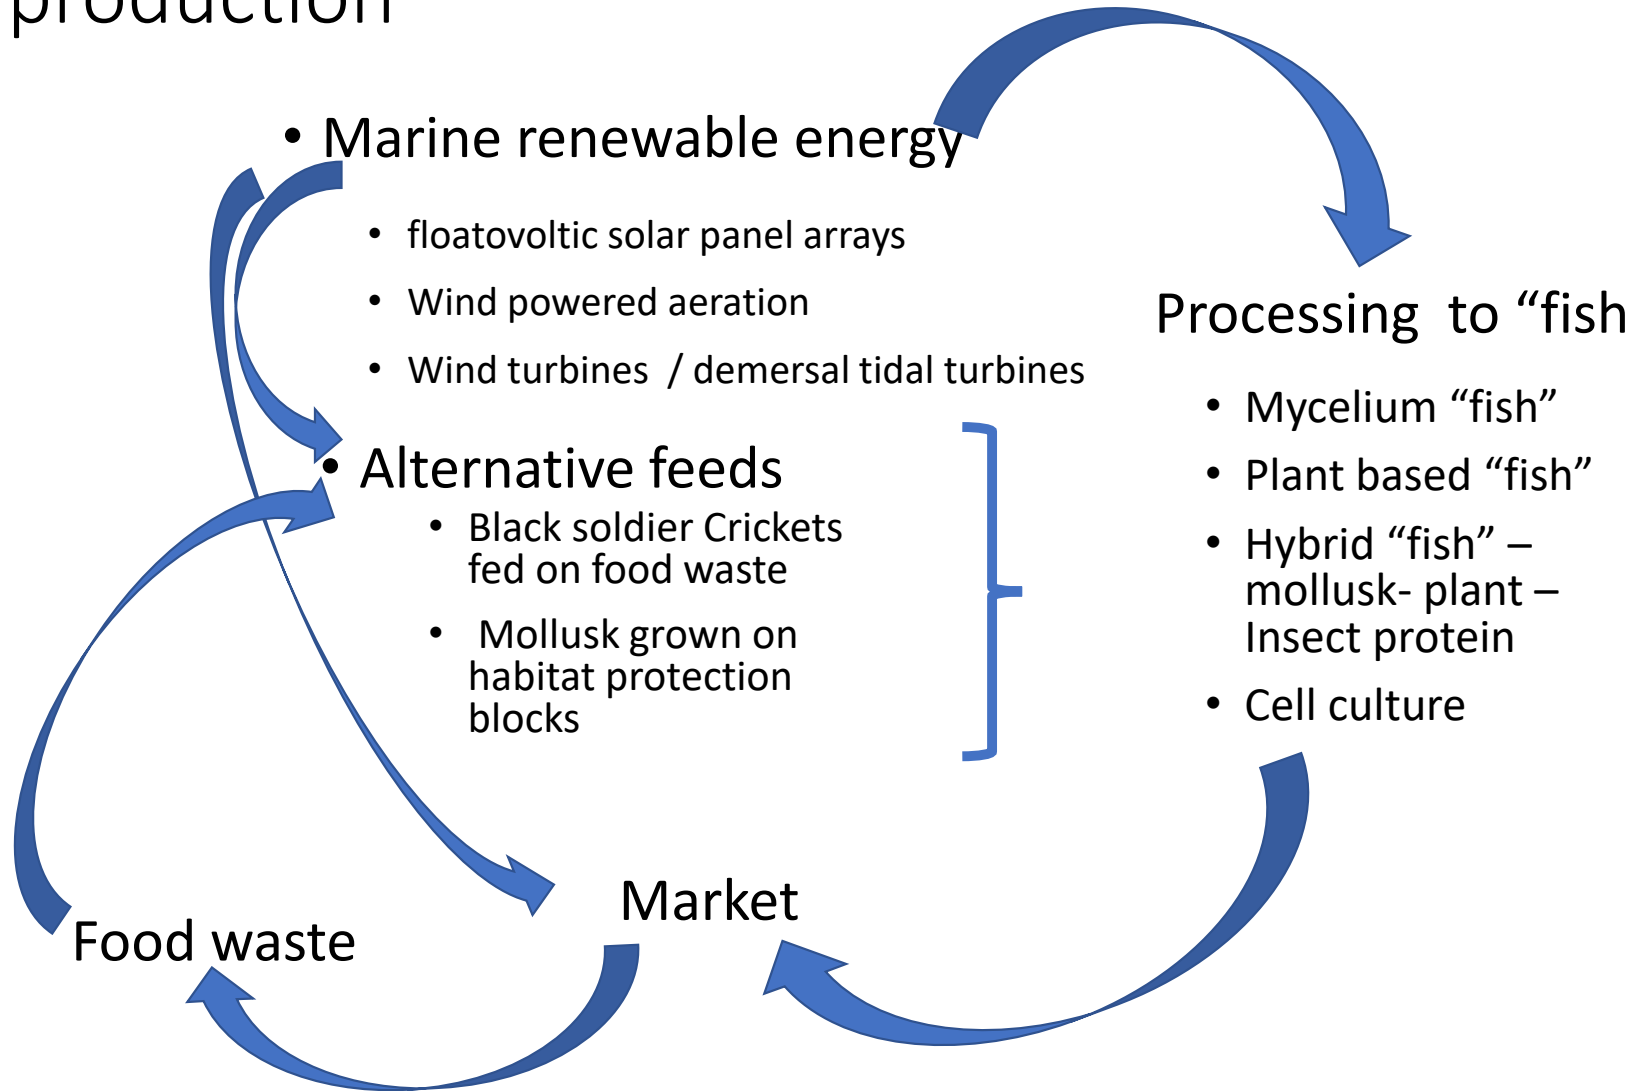 production
• Marine renewable energy
• floatovoltic solar panel arrays
• Wind powered aeration
• Wind turbines / demersal tidal turbines
• Alternative feeds
• Black soldier Crickets
fed on food waste
• Mollusk grown on
habitat protection
blocks
Processing to “fish
• Mycelium “fish”
• Plant based “fish”
• Hybrid “fish” –
mollusk- plant –
Insect protein
• Cell culture
Market
Food waste